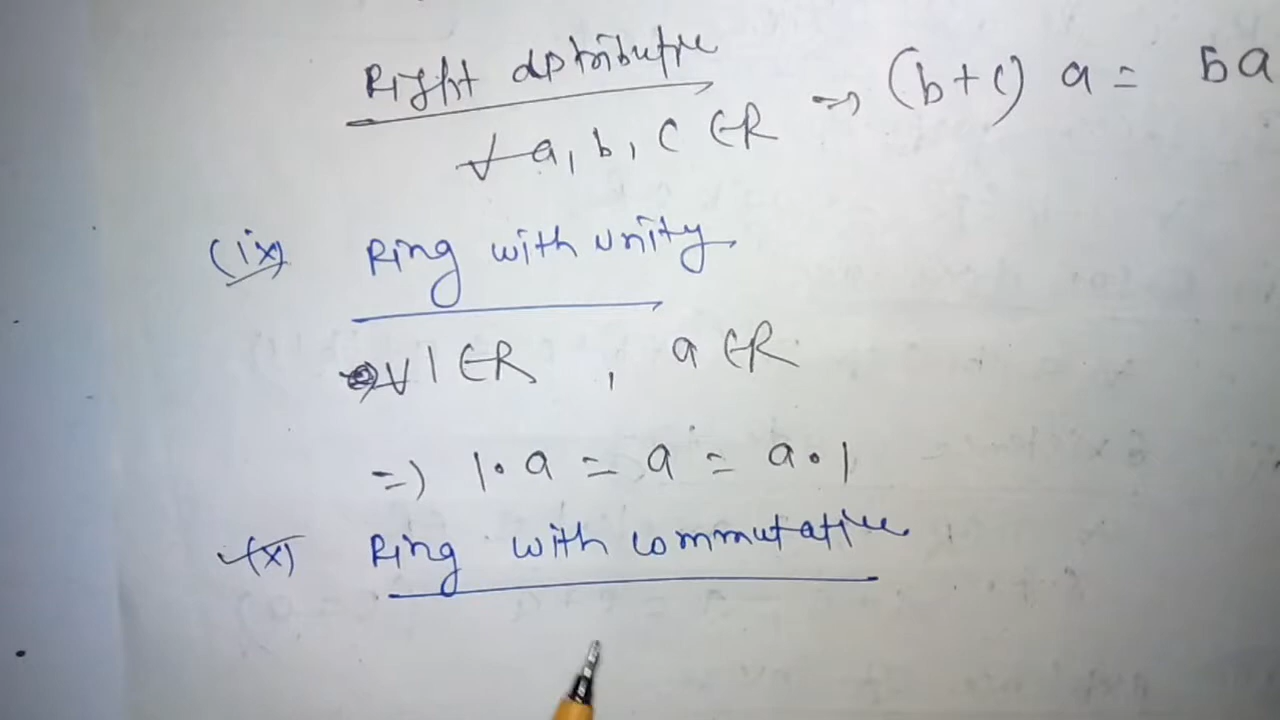 Right distributive
∀ a, b, c ∈ R ⇒ (b+c) a = ba
(ix) Ring with unity
∀ 1 ∈ R , a ∈ R
⇒ 1·a = a = a·1
(x) Ring with commutative